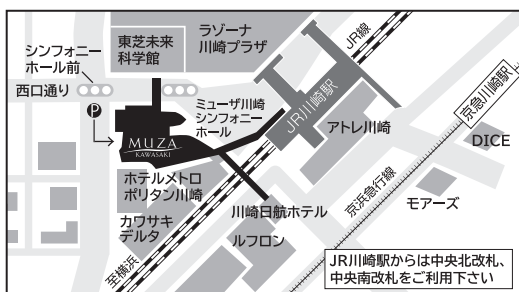 シンフォニー
ホール前
西口通り
P
東芝未来
科学館
ラゾーナ
川崎プラザ
JR線
ミューザ川崎
シンフォニー
ホール
JR川崎駅
アトレ川崎
京急川崎駅
DICE
モアーズ
京浜急行線
MUZA
KAWASAKI
ホテルメトロ
ポリタン川崎
カワサキ
デルタ
川崎日航ホテル
ルフロン
至横浜
JR川崎駅からは中央北改札、
中央南改札をご利用下さい